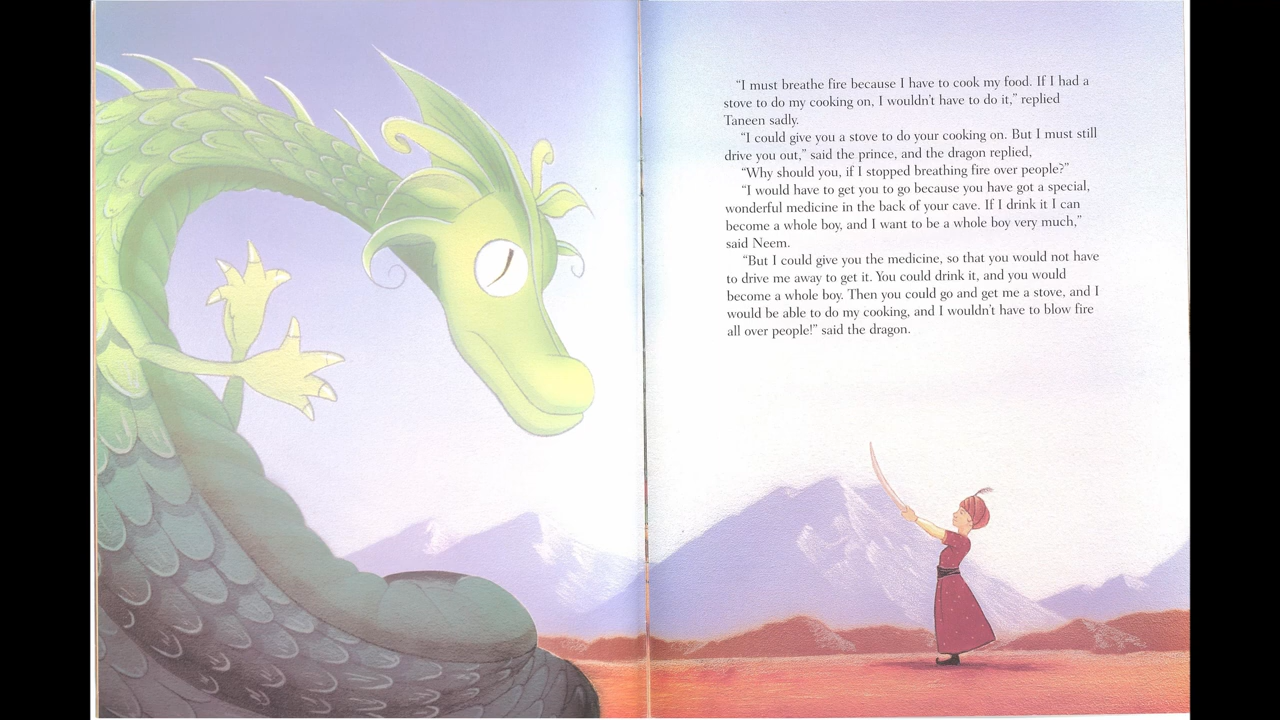 “I must breathe fire because I have to cook my food. If I had a
stove to do my cooking on, I wouldn’t have to do it,” replied
Taneen sadly.
“I could give you a stove to do your cooking on. But I must still
drive you out,” said the prince, and the dragon replied,
“Why should you, if I stopped breathing fire over people?”
“I would have to get you to go because you have got a special,
wonderful medicine in the back of your cave. If I drink it I can
become a whole boy, and I want to be a whole boy very much,”
said Neem.
“But I could give you the medicine, so that you would not have
to drive me away to get it. You could drink it, and you would
become a whole boy. Then you could go and get me a stove, and I
would be able to do my cooking, and I wouldn’t have to blow fire
all over people!” said the dragon.